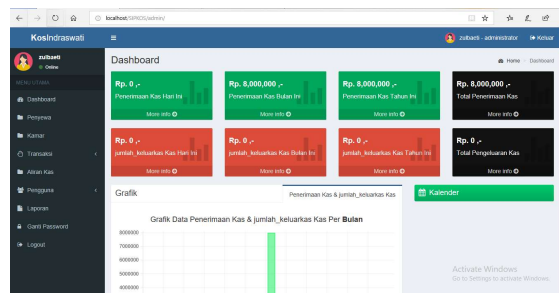 localhost/SIPKOS/admin/
KosIndraswati
zulbaeti - administrator
Keluar
zulbaeti
Online
Dashboard
Home
Dashboard
MENU UTAMA
Dashboard
Penyewa
Kamar
Transaksi
Aliran Kas
Pengguna
Laporan
Ganti Password
Logout
Rp. 0 ,-
Penerimaan Kas Hari Ini
More info
Rp. 8,000,000 ,-
Penerimaan Kas Bulan Ini
More info
Rp. 8,000,000 ,-
Penerimaan Kas Tahun Ini
More info
Rp. 8,000,000 ,-
Total Penerimaan Kas
More info
Rp. 0 ,-
jumlah_keluarkas Kas Hari Ini
More info
Rp. 0 ,-
jumlah_keluarkas Kas Bulan Ini
More info
Rp. 0 ,-
jumlah_keluarkas Kas Tahun Ini
More info
Rp. 0 ,-
Total Pengeluaran Kas
More info
Grafik
Penerimaan Kas & jumlah_keluarkas Kas
Kalender
Grafik Data Penerimaan Kas & jumlah_keluarkas Kas Per Bulan
8000000
7000000
6000000
5000000
4000000
Activate Windows
Go to Settings to activate Windows.